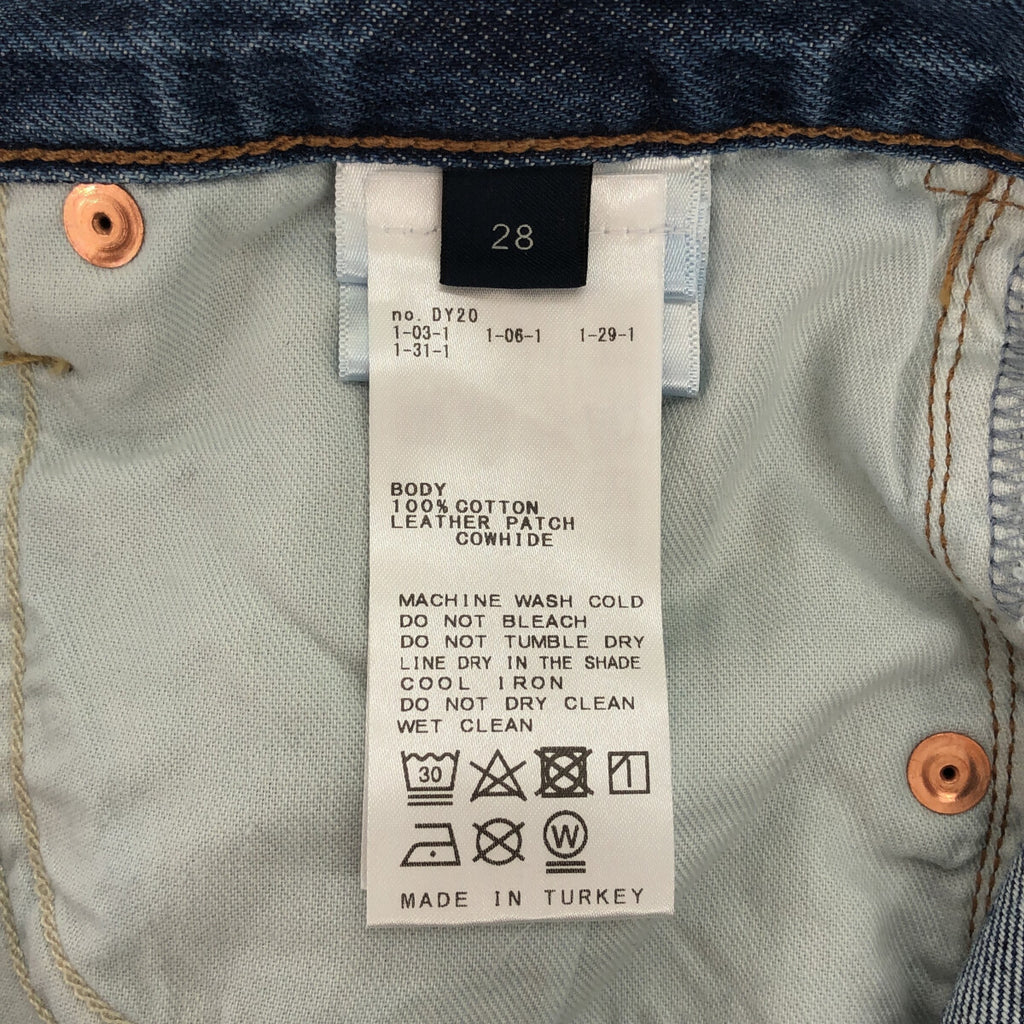 28
no. DY20
1-03-1 1-06-1 1-29-1
1-31-1
BODY
100% COTTON
LEATHER PATCH
COWHIDE
MACHINE WASH COLD
DO NOT BLEACH
DO NOT TUMBLE DRY
LINE DRY IN THE SHADE
COOL IRON
DO NOT DRY CLEAN
WET CLEAN
30
W
MADE IN TURKEY